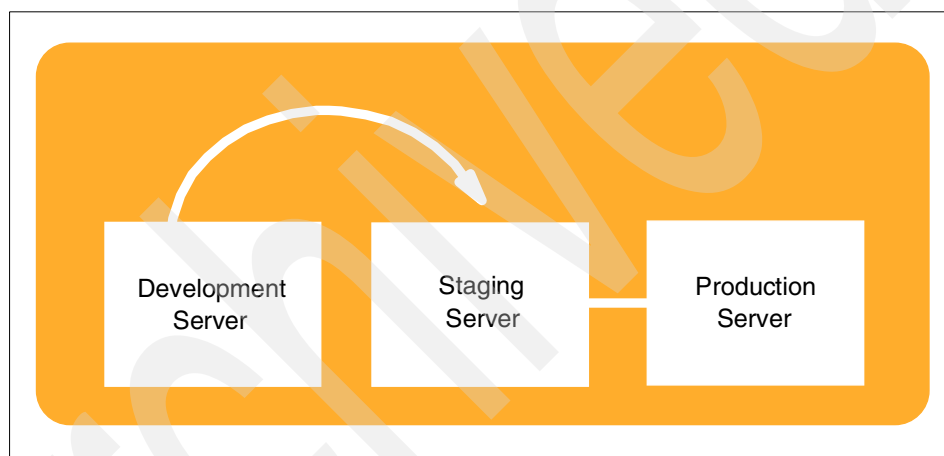 Development
Server
Staging
Server
Production
Server